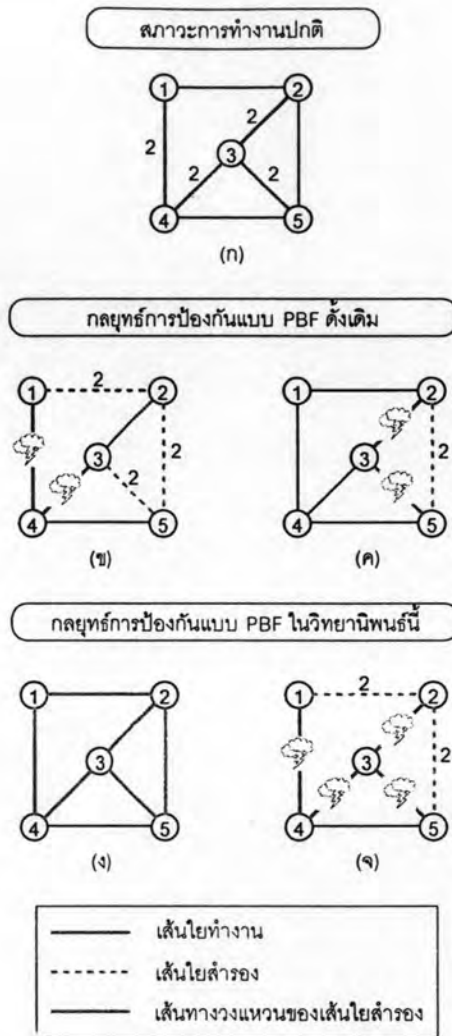 สภาวะการทำงานปกติ
1 2
2 2
3
2 2
4 5
(ก)
กลยุทธ์การป้องกันแบบ PBF ดั้งเดิม
1 2 2 1 2
3 2 3 2
2
4 5 4 5
(ข) (ค)
กลยุทธ์การป้องกันแบบ PBF ในวิทยานิพนธ์นี้
1 2 1 2 2
3 3 2
4 5 4 5
(ง) (จ)
เส้นใยทำงาน
เส้นใยสำรอง
เส้นทางวงแหวนของเส้นใยสำรอง